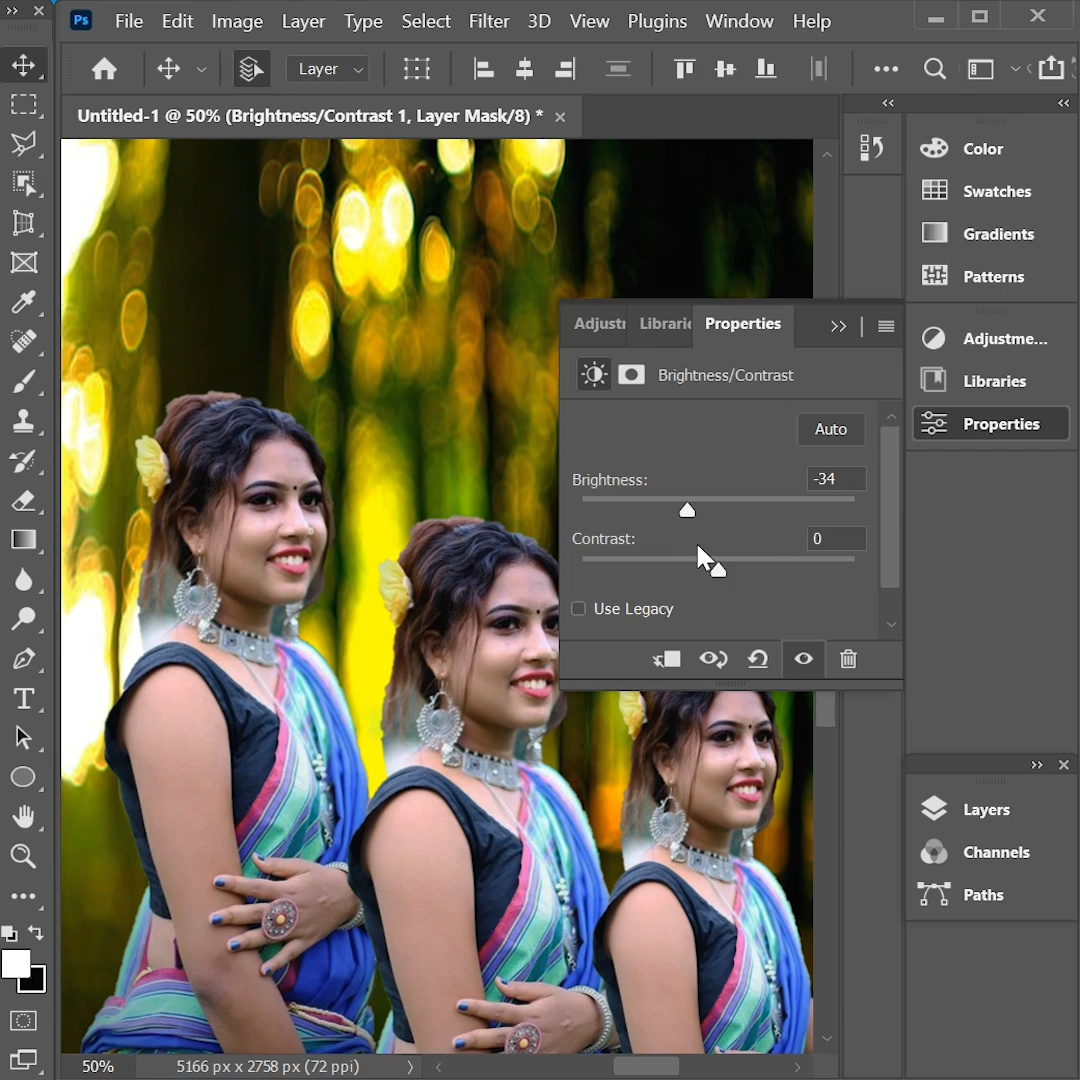 Ps File Edit Image Layer Type Select Filter 3D View Plugins Window Help
Layer
Untitled-1 @ 50% (Brightness/Contrast 1, Layer Mask/8) *
Color
Swatches
Gradients
Patterns
Adjustme...
Libraries
Properties
Adjustr Librarie Properties
Brightness/Contrast
Auto
Brightness: -34
Contrast: 0
Use Legacy
Layers
Channels
Paths
50% 5166 px x 2758 px (72 ppi)